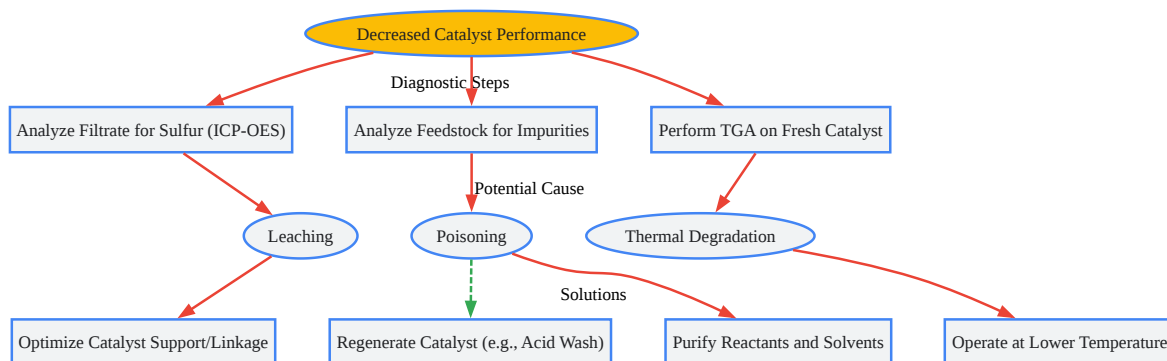 Decreased Catalyst Performance
Diagnostic Steps
Analyze Filtrate for Sulfur (ICP-OES)
Analyze Feedstock for Impurities
Perform TGA on Fresh Catalyst
Potential Cause
Leaching
Poisoning
Thermal Degradation
Solutions
Optimize Catalyst Support/Linkage
Regenerate Catalyst (e.g., Acid Wash)
Purify Reactants and Solvents
Operate at Lower Temperature